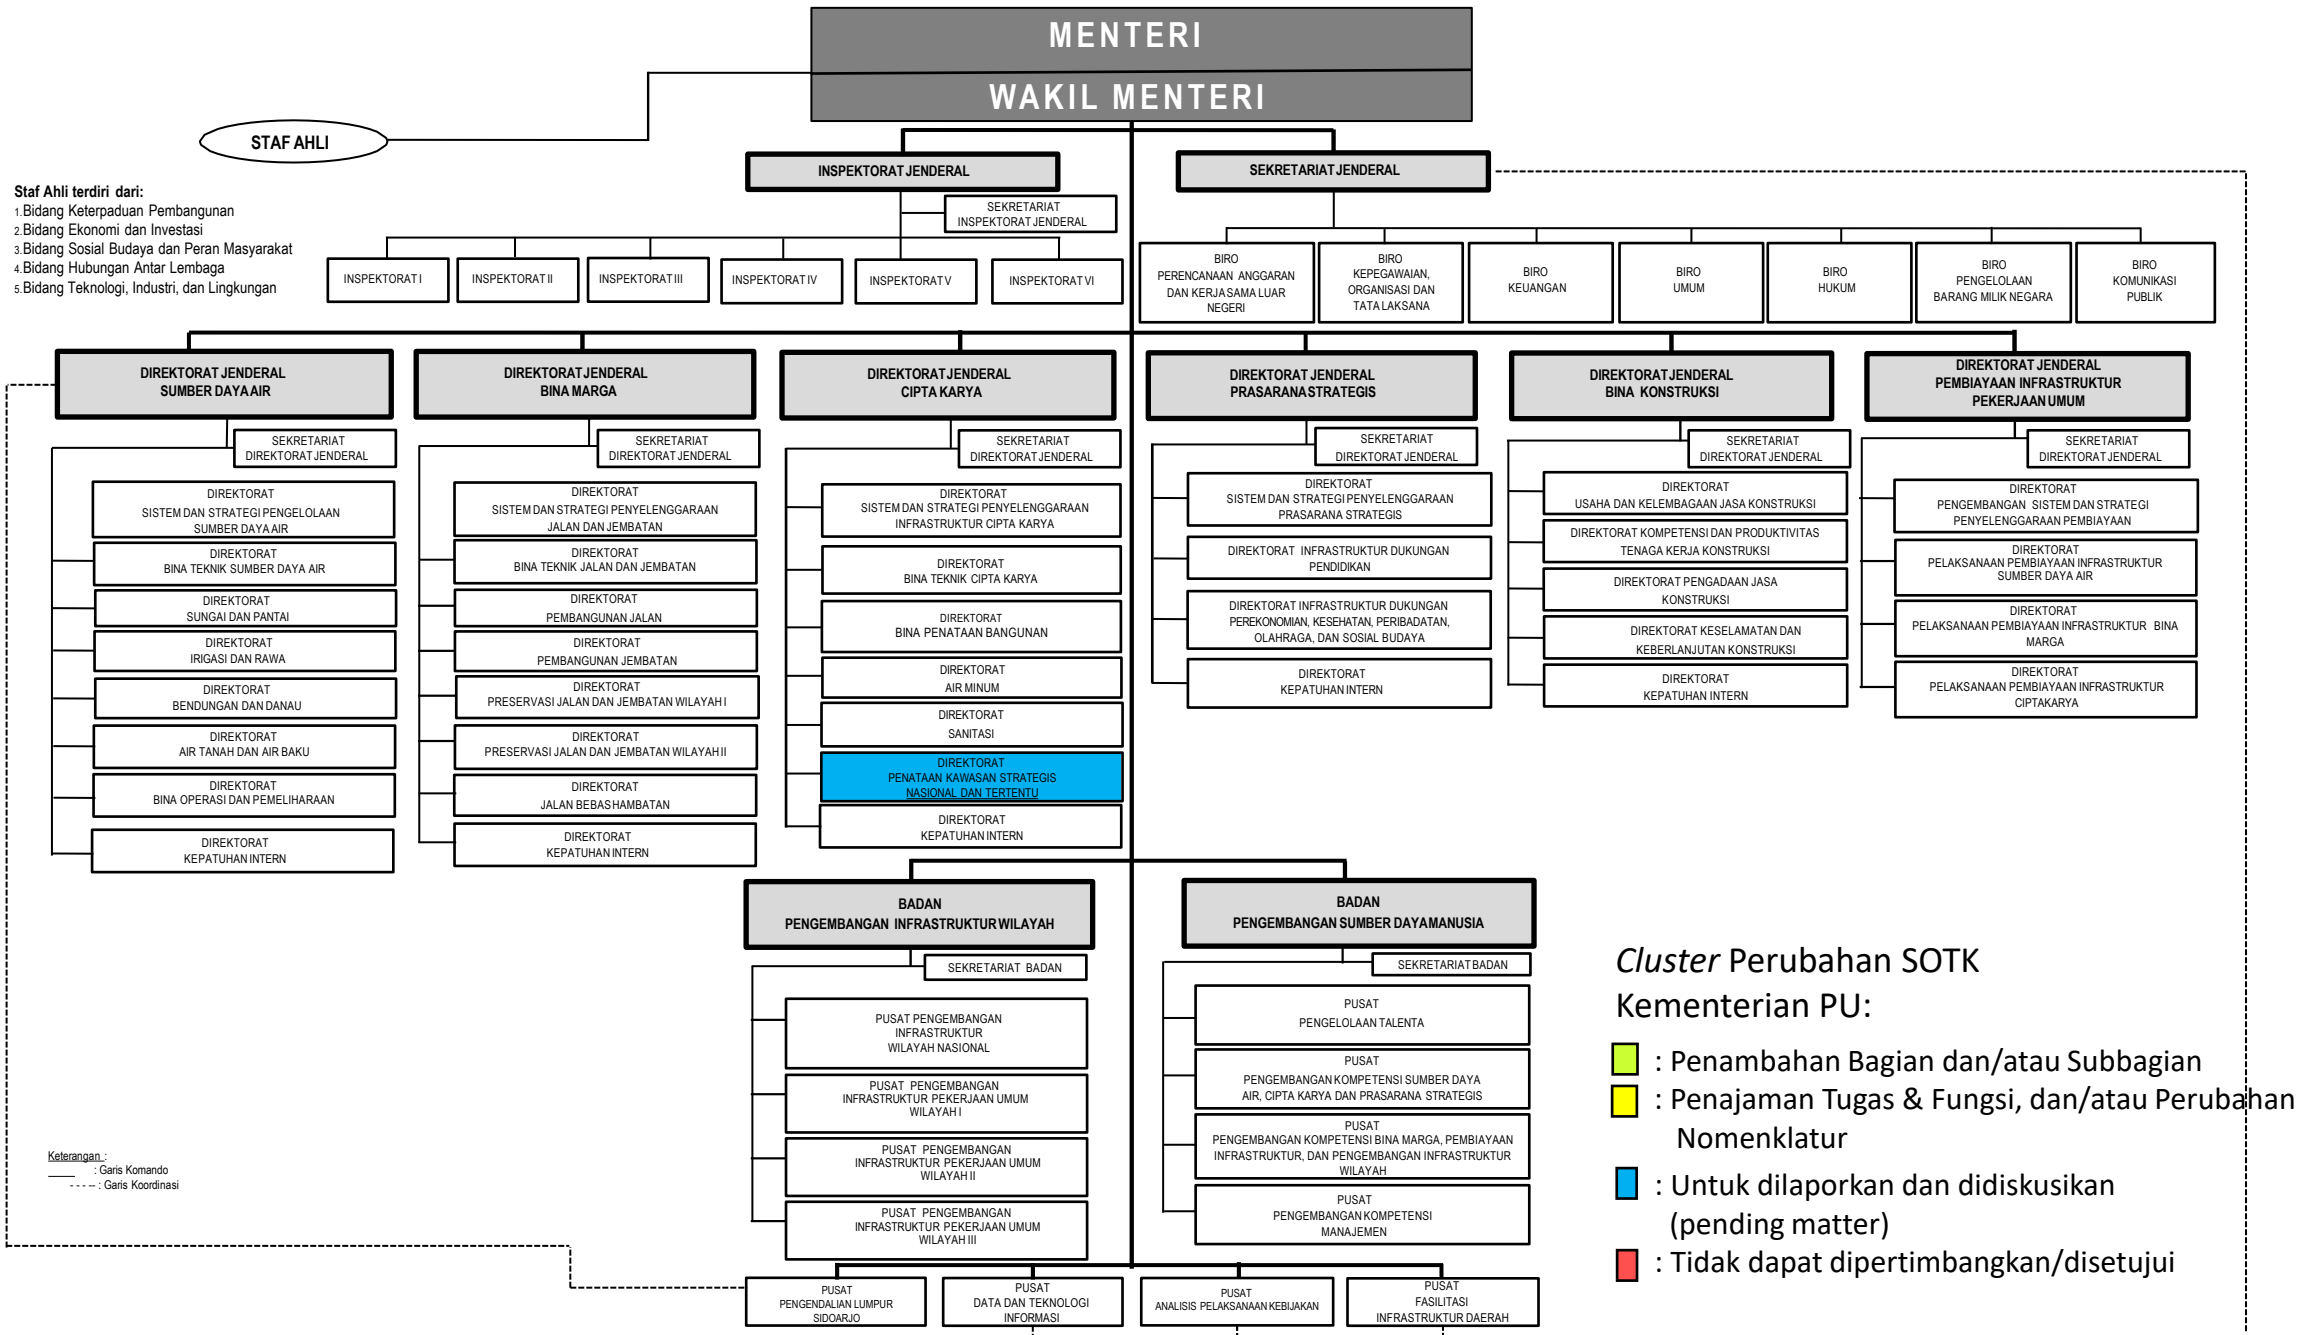 MENTERI
WAKIL MENTERI
STAF AHLI
Staf Ahli terdiri dari:
1.Bidang Keterpaduan Pembangunan
2.Bidang Ekonomi dan Investasi
3.Bidang Sosial Budaya dan Peran Masyarakat
4.Bidang Hubungan Antar Lembaga
5.Bidang Teknologi, Industri, dan Lingkungan
INSPEKTORAT JENDERAL
SEKRETARIAT
INSPEKTORAT JENDERAL
INSPEKTORAT I
INSPEKTORAT II
INSPEKTORAT III
INSPEKTORAT IV
INSPEKTORAT V
INSPEKTORAT VI
SEKRETARIAT JENDERAL
BIRO
PERENCANAAN ANGGARAN
DAN KERJASAMA LUAR
NEGERI
BIRO
KEPEGAWAIAN,
ORGANISASI DAN
TATA LAKSANA
BIRO
KEUANGAN
BIRO
UMUM
BIRO
HUKUM
BIRO
PENGELOLAAN
BARANG MILIK NEGARA
BIRO
KOMUNIKASI
PUBLIK
DIREKTORAT JENDERAL
SUMBER DAYA AIR
SEKRETARIAT
DIREKTORAT JENDERAL
DIREKTORAT
SISTEM DAN STRATEGI PENGELOLAAN
SUMBER DAYA AIR
DIREKTORAT
BINA TEKNIK SUMBER DAYA AIR
DIREKTORAT
SUNGAI DAN PANTAI
DIREKTORAT
IRIGASI DAN RAWA
DIREKTORAT
BENDUNGAN DAN DANAU
DIREKTORAT
AIR TANAH DAN AIR BAKU
DIREKTORAT
BINA OPERASI DAN PEMELIHARAAN
DIREKTORAT
KEPATUHAN INTERN
DIREKTORAT JENDERAL
BINA MARGA
SEKRETARIAT
DIREKTORAT JENDERAL
DIREKTORAT
SISTEM DAN STRATEGI PENYELENGGARAAN
JALAN DAN JEMBATAN
DIREKTORAT
BINA TEKNIK JALAN DAN JEMBATAN
DIREKTORAT
PEMBANGUNAN JALAN
DIREKTORAT
PEMBANGUNAN JEMBATAN
DIREKTORAT
PRESERVASI JALAN DAN JEMBATAN WILAYAH I
DIREKTORAT
PRESERVASI JALAN DAN JEMBATAN WILAYAH II
DIREKTORAT
JALAN BEBAS HAMBATAN
DIREKTORAT
KEPATUHAN INTERN
DIREKTORAT JENDERAL
CIPTA KARYA
SEKRETARIAT
DIREKTORAT JENDERAL
DIREKTORAT
SISTEM DAN STRATEGI PENYELENGGARAAN
INFRASTRUKTUR CIPTA KARYA
DIREKTORAT
BINA TEKNIK CIPTA KARYA
DIREKTORAT
BINA PENATAAN BANGUNAN
DIREKTORAT
AIR MINUM
DIREKTORAT
SANITASI
DIREKTORAT
PENATAAN KAWASAN STRATEGIS
NASIONAL DAN TERTENTU
DIREKTORAT
KEPATUHAN INTERN
DIREKTORAT JENDERAL
PRASARANA STRATEGIS
SEKRETARIAT
DIREKTORAT JENDERAL
DIREKTORAT
SISTEM DAN STRATEGI PENYELENGGARAAN
PRASARANA STRATEGIS
DIREKTORAT INFRASTRUKTUR DUKUNGAN
PENDIDIKAN
DIREKTORAT INFRASTRUKTUR DUKUNGAN
PEREKONOMIAN, KESEHATAN, PERIBADATAN,
OLAHRAGA, DAN SOSIAL BUDAYA
DIREKTORAT
KEPATUHAN INTERN
DIREKTORAT JENDERAL
BINA KONSTRUKSI
SEKRETARIAT
DIREKTORAT JENDERAL
DIREKTORAT
USAHA DAN KELEMBAGAAN JASA KONSTRUKSI
DIREKTORAT KOMPETENSI DAN PRODUKTIVITAS
TENAGA KERJA KONSTRUKSI
DIREKTORAT PENGADAAN JASA
KONSTRUKSI
DIREKTORAT KESELAMATAN DAN
KEBERLANJUTAN KONSTRUKSI
DIREKTORAT
KEPATUHAN INTERN
DIREKTORAT JENDERAL
PEMBIAYAAN INFRASTRUKTUR
PEKERJAAN UMUM
SEKRETARIAT
DIREKTORAT JENDERAL
DIREKTORAT
PENGEMBANGAN SISTEM DAN STRATEGI
PENYELENGGARAAN PEMBIAYAAN
DIREKTORAT
PELAKSANAAN PEMBIAYAAN INFRASTRUKTUR
SUMBER DAYA AIR
DIREKTORAT
PELAKSANAAN PEMBIAYAAN INFRASTRUKTUR BINA
MARGA
DIREKTORAT
PELAKSANAAN PEMBIAYAAN INFRASTRUKTUR
CIPTAKARYA
BADAN
PENGEMBANGAN INFRASTRUKTUR WILAYAH
SEKRETARIAT BADAN
PUSAT PENGEMBANGAN
INFRASTRUKTUR
WILAYAH NASIONAL
PUSAT PENGEMBANGAN
INFRASTRUKTUR PEKERJAAN UMUM
WILAYAH I
PUSAT PENGEMBANGAN
INFRASTRUKTUR PEKERJAAN UMUM
WILAYAH II
PUSAT PENGEMBANGAN
INFRASTRUKTUR PEKERJAAN UMUM
WILAYAH III
BADAN
PENGEMBANGAN SUMBER DAYA MANUSIA
SEKRETARIAT BADAN
PUSAT
PENGELOLAAN TALENTA
PUSAT
PENGEMBANGAN KOMPETENSI SUMBER DAYA
AIR, CIPTA KARYA DAN PRASARANA STRATEGIS
PUSAT
PENGEMBANGAN KOMPETENSI BINA MARGA, PEMBIAYAAN
INFRASTRUKTUR, DAN PENGEMBANGAN INFRASTRUKTUR
WILAYAH
PUSAT
PENGEMBANGAN KOMPETENSI
MANAJEMEN
PUSAT
PENGENDALIAN LUMPUR
SIDOARJO
PUSAT
DATA DAN TEKNOLOGI
INFORMASI
PUSAT
ANALISIS PELAKSANAAN KEBIJAKAN
PUSAT
FASILITASI
INFRASTRUKTUR DAERAH
Keterangan :
: Garis Komando
: Garis Koordinasi
Cluster Perubahan SOTK
Kementerian PU:
: Penambahan Bagian dan/atau Subbagian
: Penajaman Tugas & Fungsi, dan/atau Perubahan
Nomenklatur
: Untuk dilaporkan dan didiskusikan
(pending matter)
: Tidak dapat dipertimbangkan/disetujui